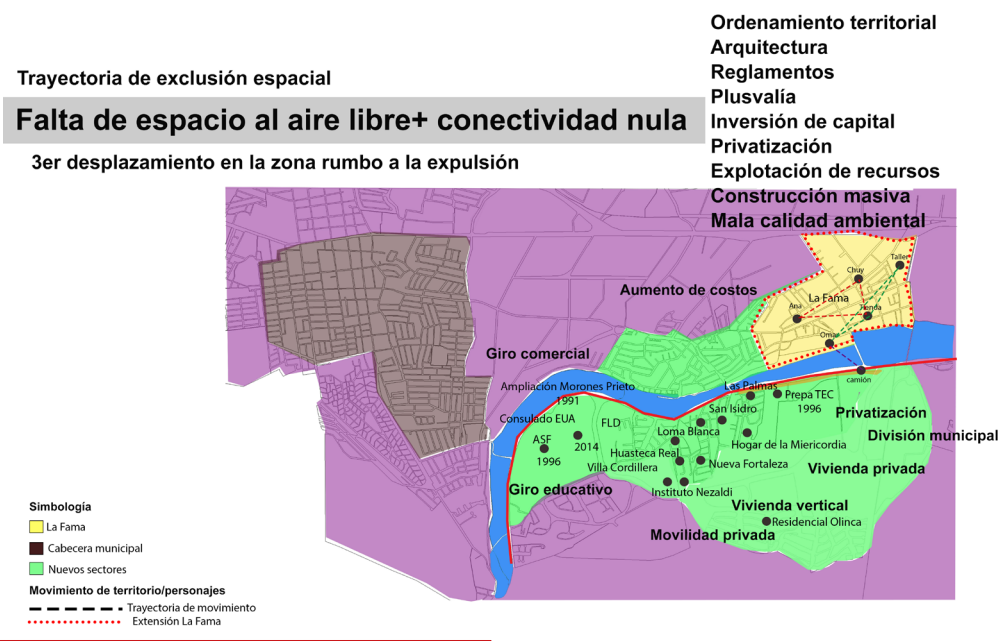 Ordenamiento territorial
Arquitectura
Reglamentos
Plusvalía
Inversión de capital
Privatización
Explotación de recursos
Construcción masiva
Mala calidad ambiental
Trayectoria de exclusión espacial
Falta de espacio al aire libre+ conectividad nula
3er desplazamiento en la zona rumbo a la expulsión
Taller
Chuy
La Fama
Ana
Tienda
Omar
camión
Aumento de costos
Giro comercial
Ampliación Morones Prieto
1991
Consulado EUA
2014
FLD
ASF
1996
Las Palmas
Prepa TEC
1996
San Isidro
Loma Blanca
Hogar de la Miericordia
Huasteca Real
Villa Cordillera
Nueva Fortaleza
Instituto Nezaldi
Giro educativo
Privatización
División municipal
Vivienda privada
Vivienda vertical
Residencial Olinca
Movilidad privada
Simbología
La Fama
Cabecera municipal
Nuevos sectores
Movimiento de territorio/personajes
Trayectoria de movimiento
Extensión La Fama